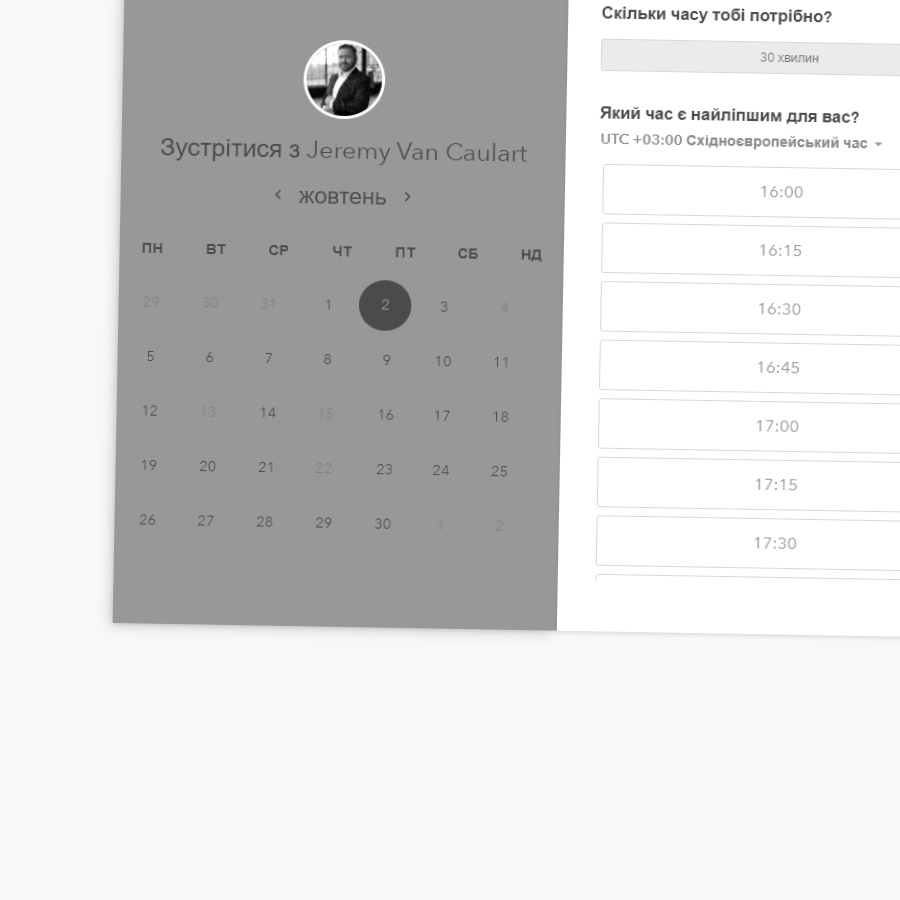 Зустрітися з Jeremy Van Caulart
жовтень
ПН ВТ СР ЧТ ПТ СБ НД
29 30 31 1 2 3 4
5 6 7 8 9 10 11
12 13 14 15 16 17 18
19 20 21 22 23 24 25
26 27 28 29 30 1 2
Скільки часу тобі потрібно?
30 хвилин
Який час є найліпшим для вас?
UTC +03:00 Східноєвропейський час
16:00
16:15
16:30
16:45
17:00
17:15
17:30